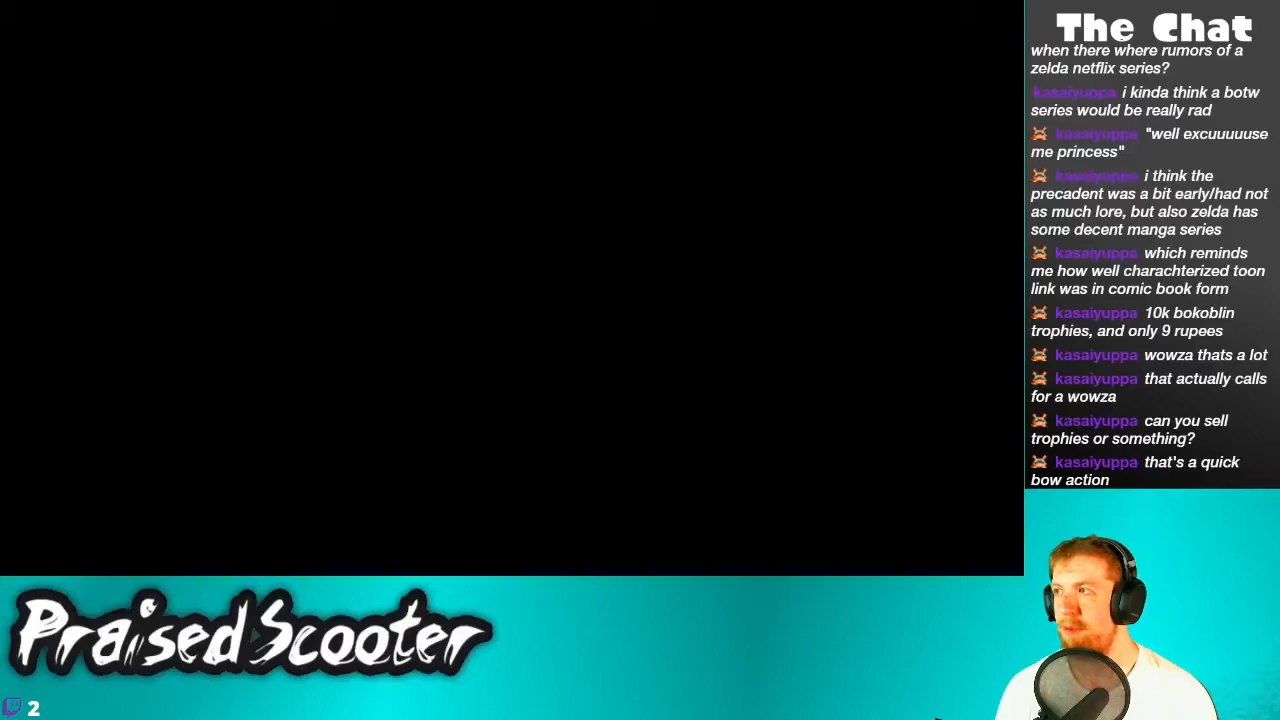 The Chat
when there where rumors of a
zelda netflix series?
kasaiyuppa i kinda think a botw
series would be really rad
kasaiyuppa "well excuuuuuse
me princess"
kasaiyuppa i think the
precadent was a bit early/had not
as much lore, but also zelda has
some decent manga series
kasaiyuppa which reminds
me how well charachterized toon
link was in comic book form
kasaiyuppa 10k bokoblin
trophies, and only 9 rupees
kasaiyuppa wowza thats a lot
kasaiyuppa that actually calls
for a wowza
kasaiyuppa can you sell
trophies or something?
kasaiyuppa that's a quick
bow action
Praised Scooter
2